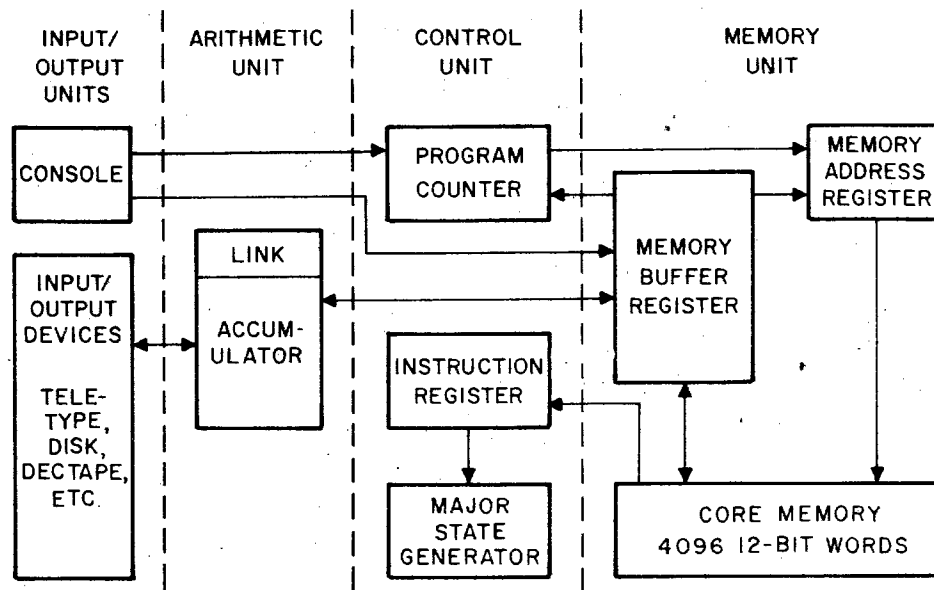 INPUT/
OUTPUT
UNITS
ARITHMETIC
UNIT
CONTROL
UNIT
MEMORY
UNIT
CONSOLE
PROGRAM
COUNTER
MEMORY
ADDRESS
REGISTER
LINK
ACCUM-
ULATOR
MEMORY
BUFFER
REGISTER
INPUT/
OUTPUT
DEVICES
TELE-
TYPE,
DISK,
DECTAPE,
ETC.
INSTRUCTION
REGISTER
MAJOR
STATE
GENERATOR
CORE MEMORY
4096 12-BIT WORDS